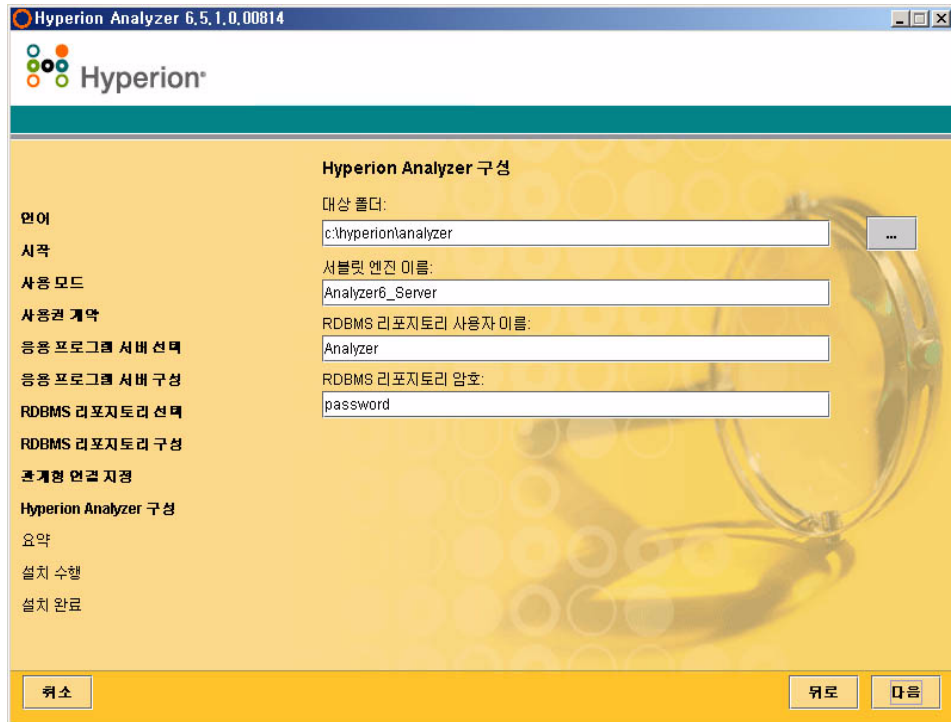 Hyperion Analyzer 6.5.1.0.00814
Hyperion
Hyperion Analyzer 구성
대상 폴더:
c:\hyperion\analyzer
...
서블릿 엔진 이름:
Analyzer6_Server
RDBMS 리포지토리 사용자 이름:
Analyzer
RDBMS 리포지토리 암호:
password
언어
시작
사용 모드
사용권 계약
응용 프로그램 서버 선택
응용 프로그램 서버 구성
RDBMS 리포지토리 선택
RDBMS 리포지토리 구성
관계형 연결 지정
Hyperion Analyzer 구성
요약
설치 수행
설치 완료
취소
뒤로
다음